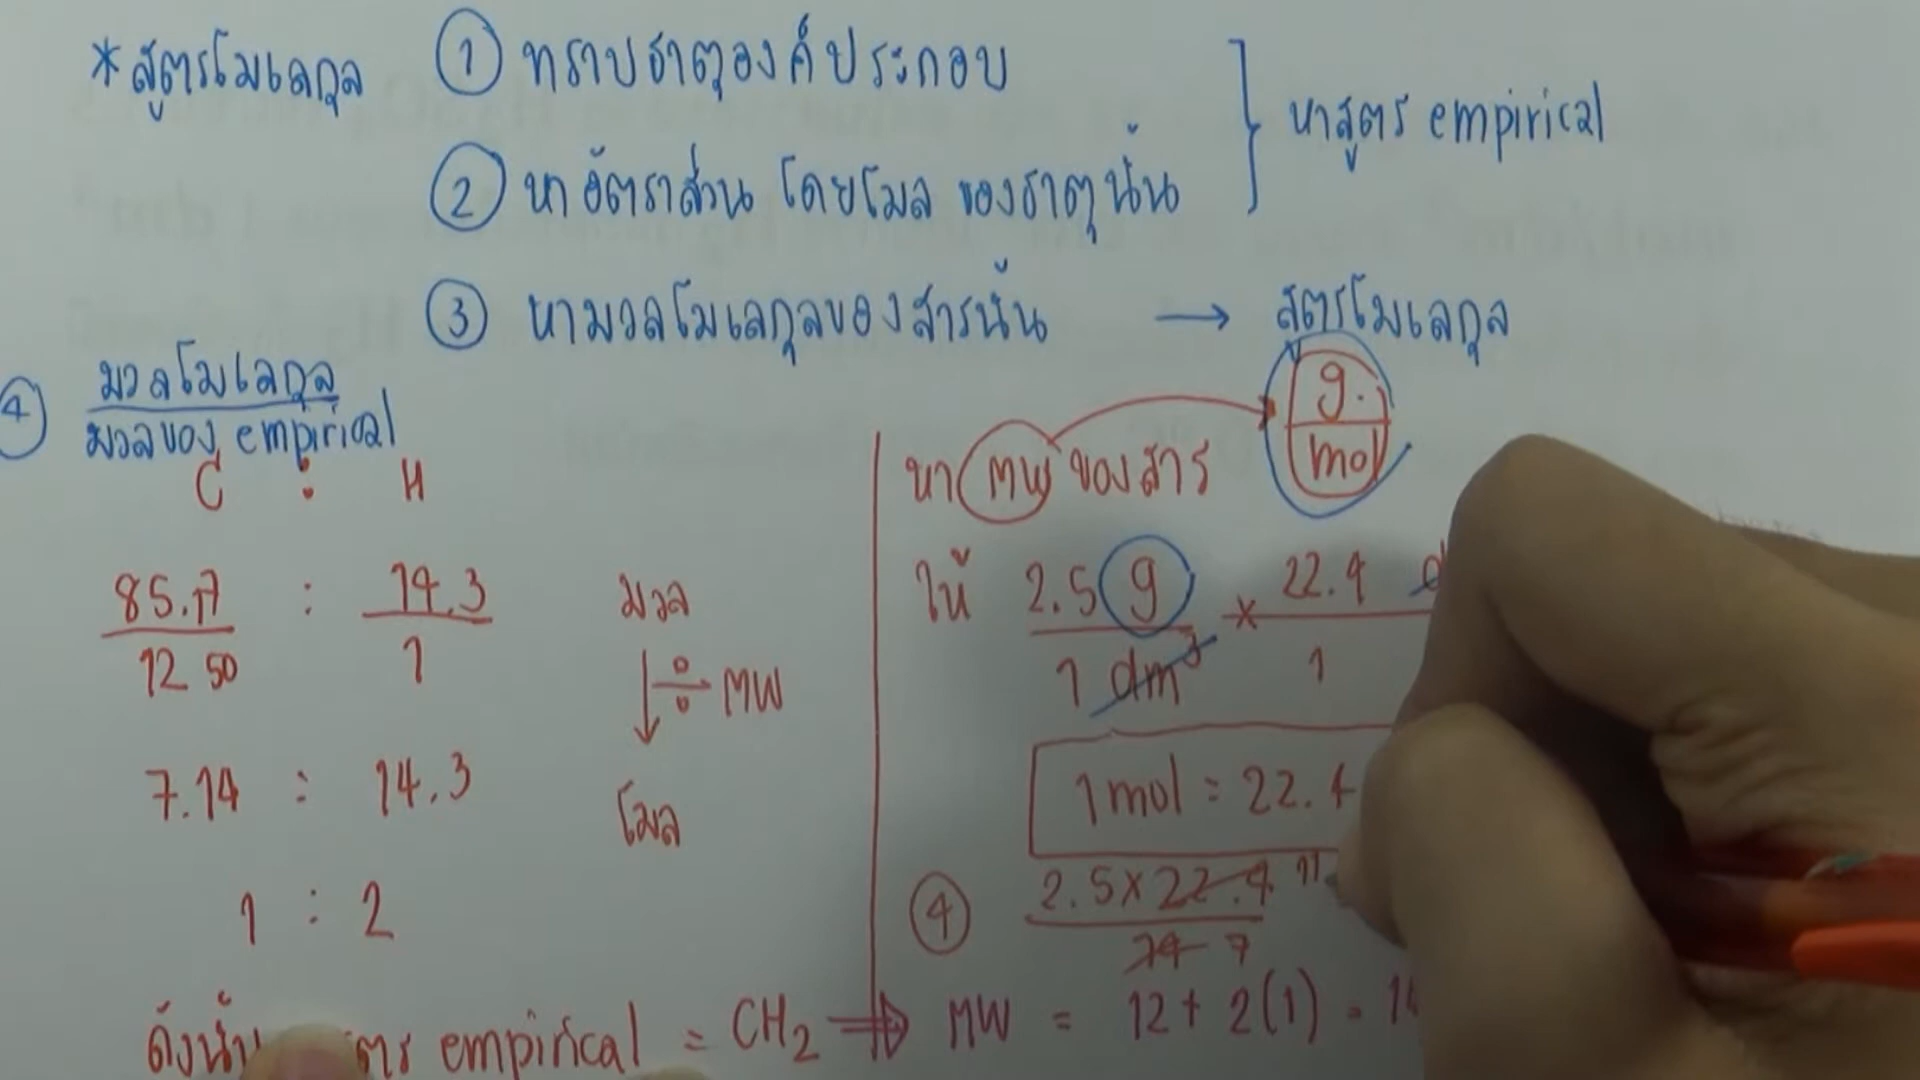 *สูตรโมเลกุล ① ทราบธาตุองค์ประกอบ
② หาอัตราส่วนโดยโมล ของธาตุนั้น
หาสูตร empirical
③ หามวลโมเลกุลของสารนั้น → สูตรโมเลกุล
④ มวลโมเลกุล
มวลของ empirical
C : H
85.7 : 14.3
12 50 1
มวล
÷ MW
7.14 : 14.3 โมล
1 : 2
ดังนั้น empirical = CH2 ⇒ MW = 12 + 2(1) =
หา MW ของสาร
g.
mol
ให้ 2.5 g × 22.4
1 dm³ 1
1 mol = 22.4
④ 2.5 × 22.4 11
14 7